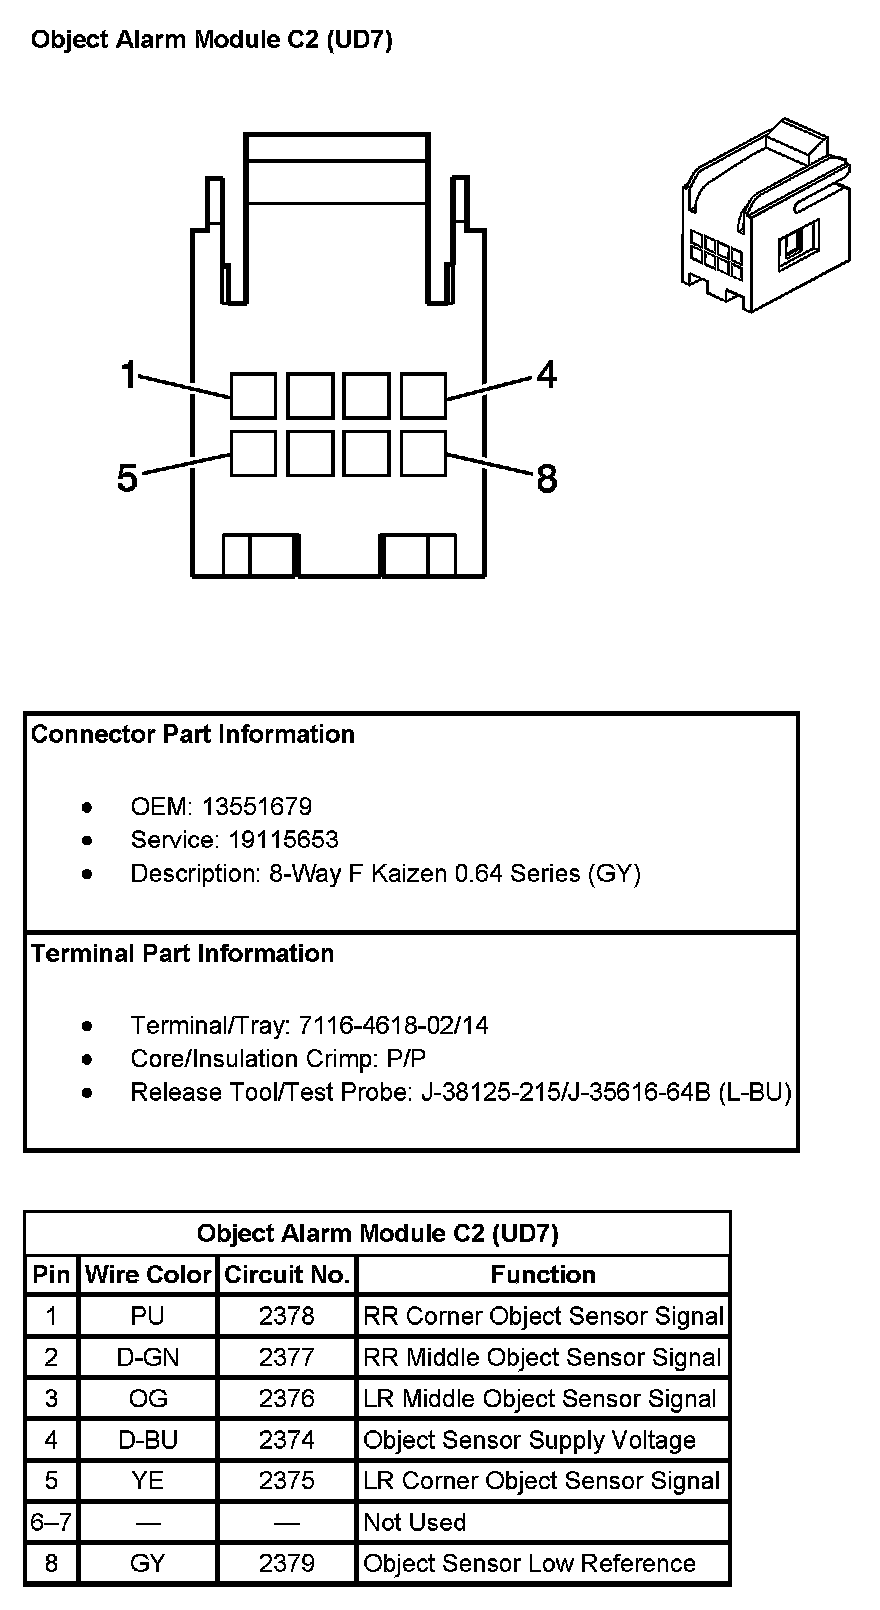 Object Alarm Module C2 (UD7)
1
4
5
8
Connector Part Information
• OEM: 13551679
• Service: 19115653
• Description: 8-Way F Kaizen 0.64 Series (GY)
Terminal Part Information
• Terminal/Tray: 7116-4618-02/14
• Core/Insulation Crimp: P/P
• Release Tool/Test Probe: J-38125-215/J-35616-64B (L-BU)
Object Alarm Module C2 (UD7)
Pin Wire Color Circuit No. Function
1 PU 2378 RR Corner Object Sensor Signal
2 D-GN 2377 RR Middle Object Sensor Signal
3 OG 2376 LR Middle Object Sensor Signal
4 D-BU 2374 Object Sensor Supply Voltage
5 YE 2375 LR Corner Object Sensor Signal
6–7 — — Not Used
8 GY 2379 Object Sensor Low Reference